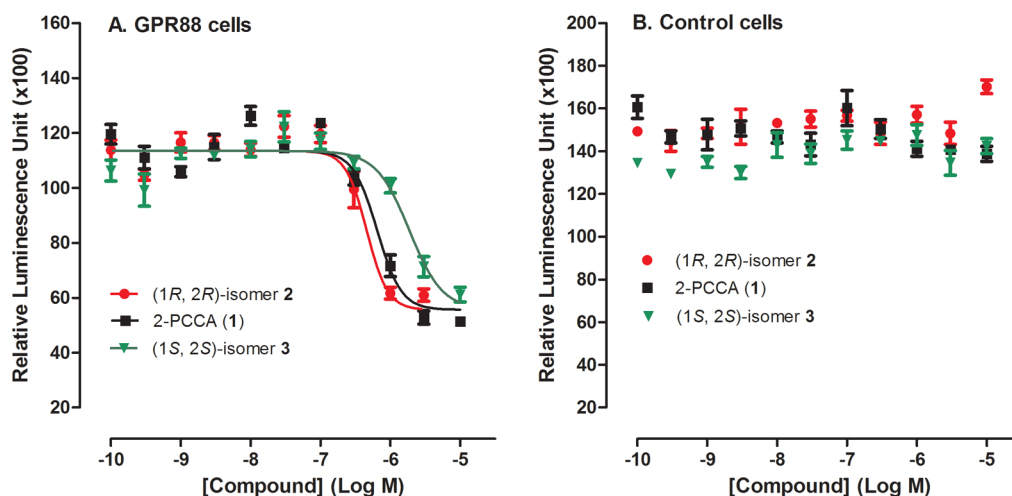 A. GPR88 cells
Relative Luminescence Unit (x100)
160
140
120
100
80
60
40
20
(1R, 2R)-isomer 2
2-PCCA (1)
(1S, 2S)-isomer 3
-10 -9 -8 -7 -6 -5
[Compound] (Log M)
B. Control cells
Relative Luminescence Unit (x100)
200
180
160
140
120
100
80
60
40
20
(1R, 2R)-isomer 2
2-PCCA (1)
(1S, 2S)-isomer 3
-10 -9 -8 -7 -6 -5
[Compound] (Log M)